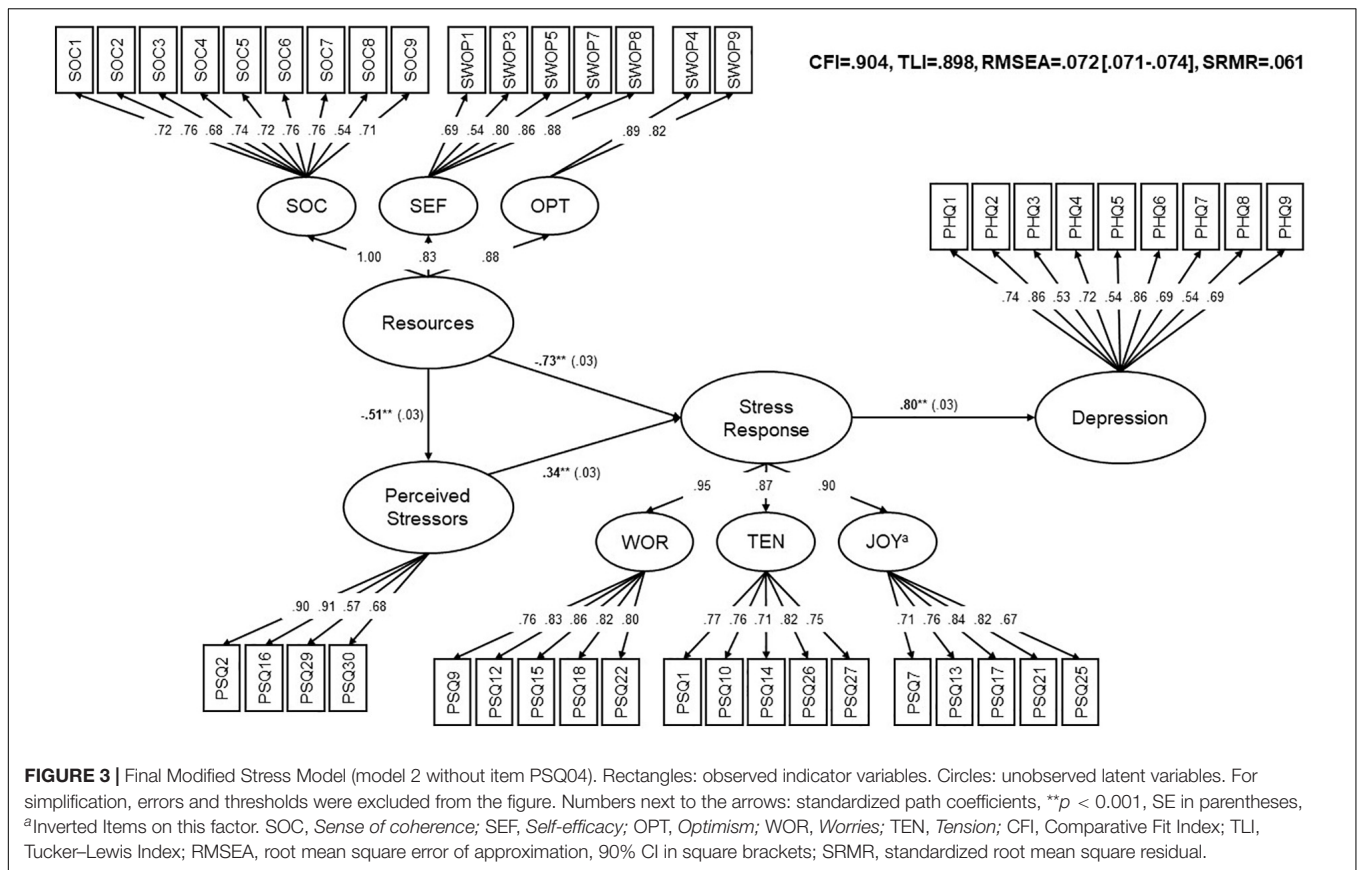 SOC1 SOC2 SOC3 SOC4 SOC5 SOC6 SOC7 SOC8 SOC9 SWOP1 SWOP3 SWOP5 SWOP7 SWOP8 SWOP4 SWOP9
CFI=.904, TLI=.898, RMSEA=.072 [.071-.074], SRMR=.061
.72 .76 .68 .74 .72 .76 .76 .54 .71 .69 .54 .80 .86 .88 .89 .82
SOC SEF OPT
PHQ1 PHQ2 PHQ3 PHQ4 PHQ5 PHQ6 PHQ7 PHQ8 PHQ9
1.00 .83 .88
.74 .86 .53 .72 .54 .86 .69 .54 .69
Resources
-.73** (.03)
-.51** (.03)
Stress
Response
.80** (.03)
Depression
.34** (.03)
Perceived
Stressors
.95 .87 .90
WOR TEN JOYᵃ
.90 .91 .57 .68
.76 .83 .86 .82 .80 .77 .76 .71 .82 .75 .71 .76 .84 .82 .67
PSQ2 PSQ16 PSQ29 PSQ30
PSQ9 PSQ12 PSQ15 PSQ18 PSQ22 PSQ1 PSQ10 PSQ14 PSQ26 PSQ27 PSQ7 PSQ13 PSQ17 PSQ21 PSQ25
FIGURE 3 | Final Modified Stress Model (model 2 without item PSQ04). Rectangles: observed indicator variables. Circles: unobserved latent variables. For
simplification, errors and thresholds were excluded from the figure. Numbers next to the arrows: standardized path coefficients, **p < 0.001, SE in parentheses,
ᵃInverted Items on this factor. SOC, Sense of coherence; SEF, Self-efficacy; OPT, Optimism; WOR, Worries; TEN, Tension; CFI, Comparative Fit Index; TLI,
Tucker–Lewis Index; RMSEA, root mean square error of approximation, 90% CI in square brackets; SRMR, standardized root mean square residual.